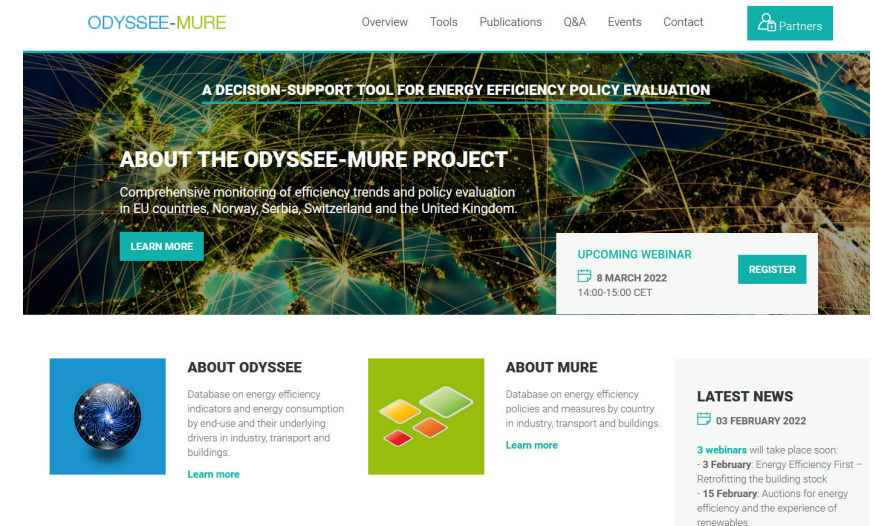 ODYSSEE-MURE
Overview Tools Publications Q&A Events Contact Partners
A DECISION-SUPPORT TOOL FOR ENERGY EFFICIENCY POLICY EVALUATION
ABOUT THE ODYSSEE-MURE PROJECT
Comprehensive monitoring of efficiency trends and policy evaluation
in EU countries, Norway, Serbia, Switzerland and the United Kingdom.
LEARN MORE
UPCOMING WEBINAR
8 MARCH 2022
14:00-15:00 CET
REGISTER
ABOUT ODYSSEE
Database on energy efficiency
indicators and energy consumption
by end-use and their underlying
drivers in industry, transport and
buildings.
Learn more
ABOUT MURE
Database on energy efficiency
policies and measures by country
in industry, transport and buildings.
Learn more
LATEST NEWS
03 FEBRUARY 2022
3 webinars will take place soon:
- 3 February: Energy Efficiency First –
Retrofitting the building stock
- 15 February: Auctions for energy
efficiency and the experience of
renewables